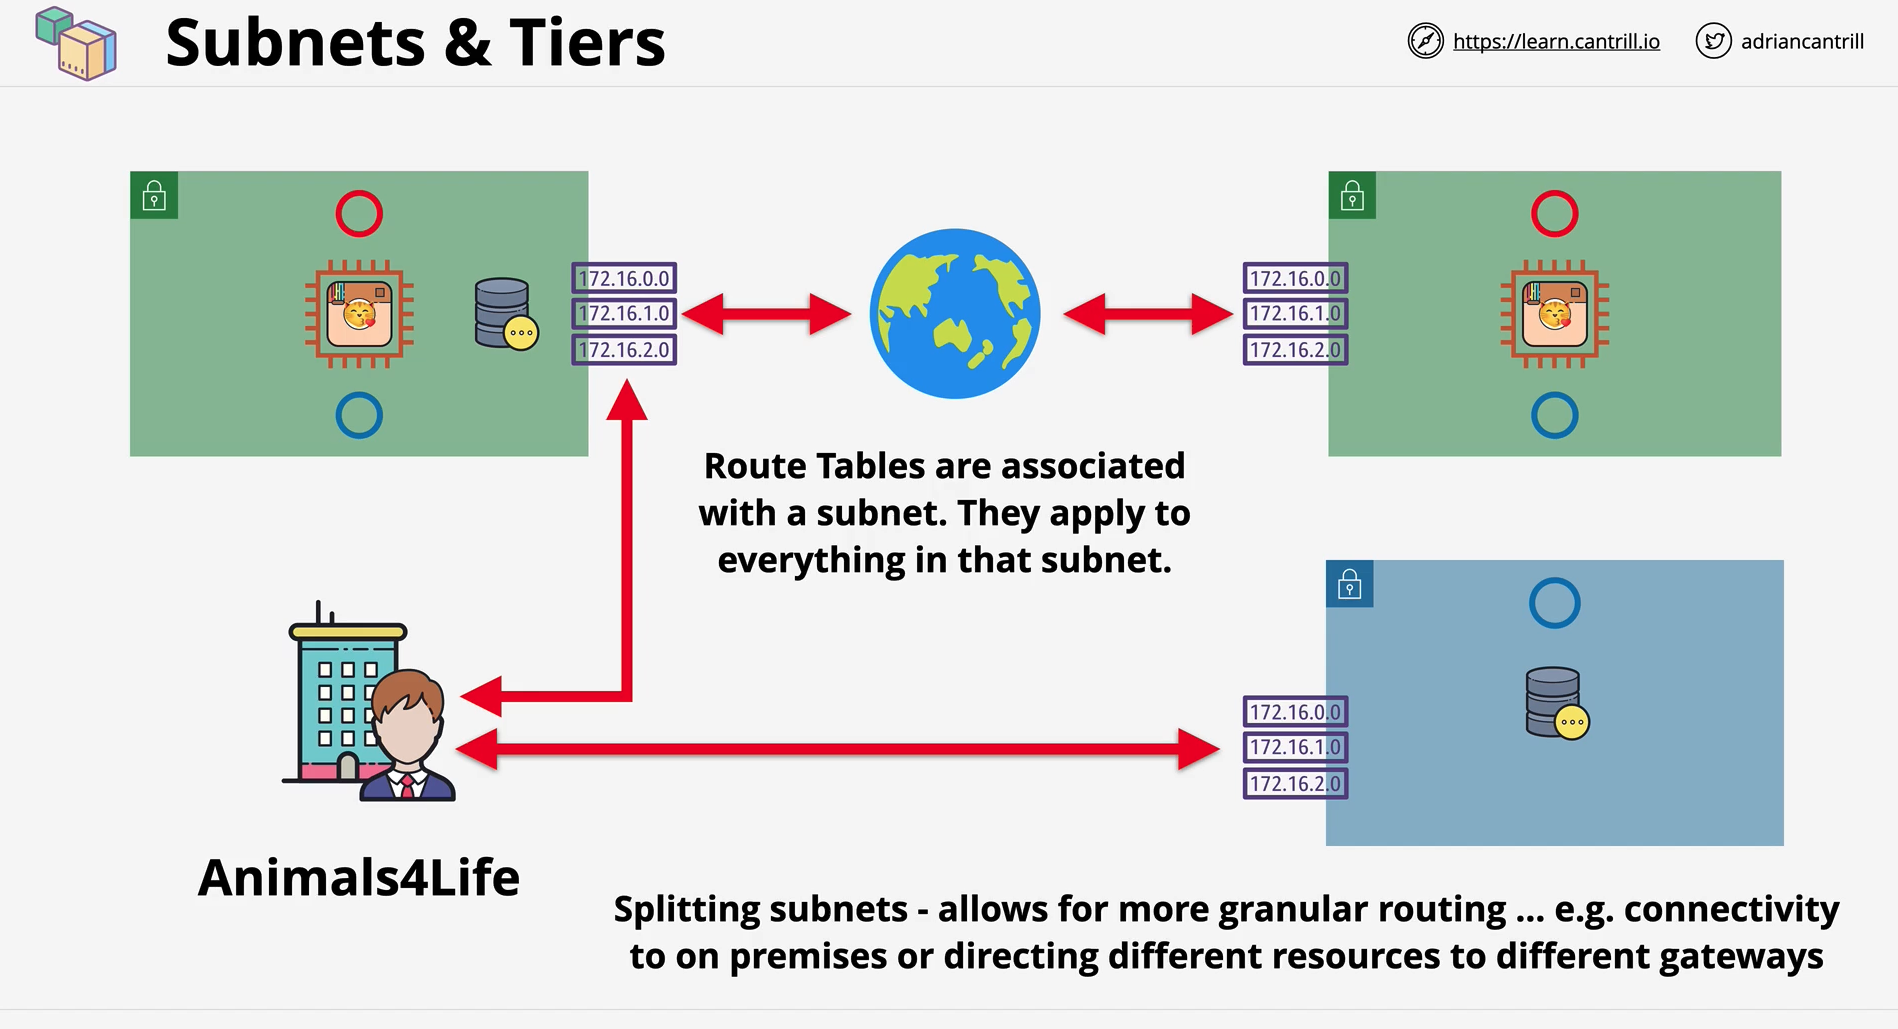 Subnets & Tiers
https://learn.cantrill.io
adriancantrill
172.16.0.0
172.16.1.0
172.16.2.0
172.16.0.0
172.16.1.0
172.16.2.0
Route Tables are associated
with a subnet. They apply to
everything in that subnet.
172.16.0.0
172.16.1.0
172.16.2.0
Animals4Life
Splitting subnets - allows for more granular routing ... e.g. connectivity
to on premises or directing different resources to different gateways